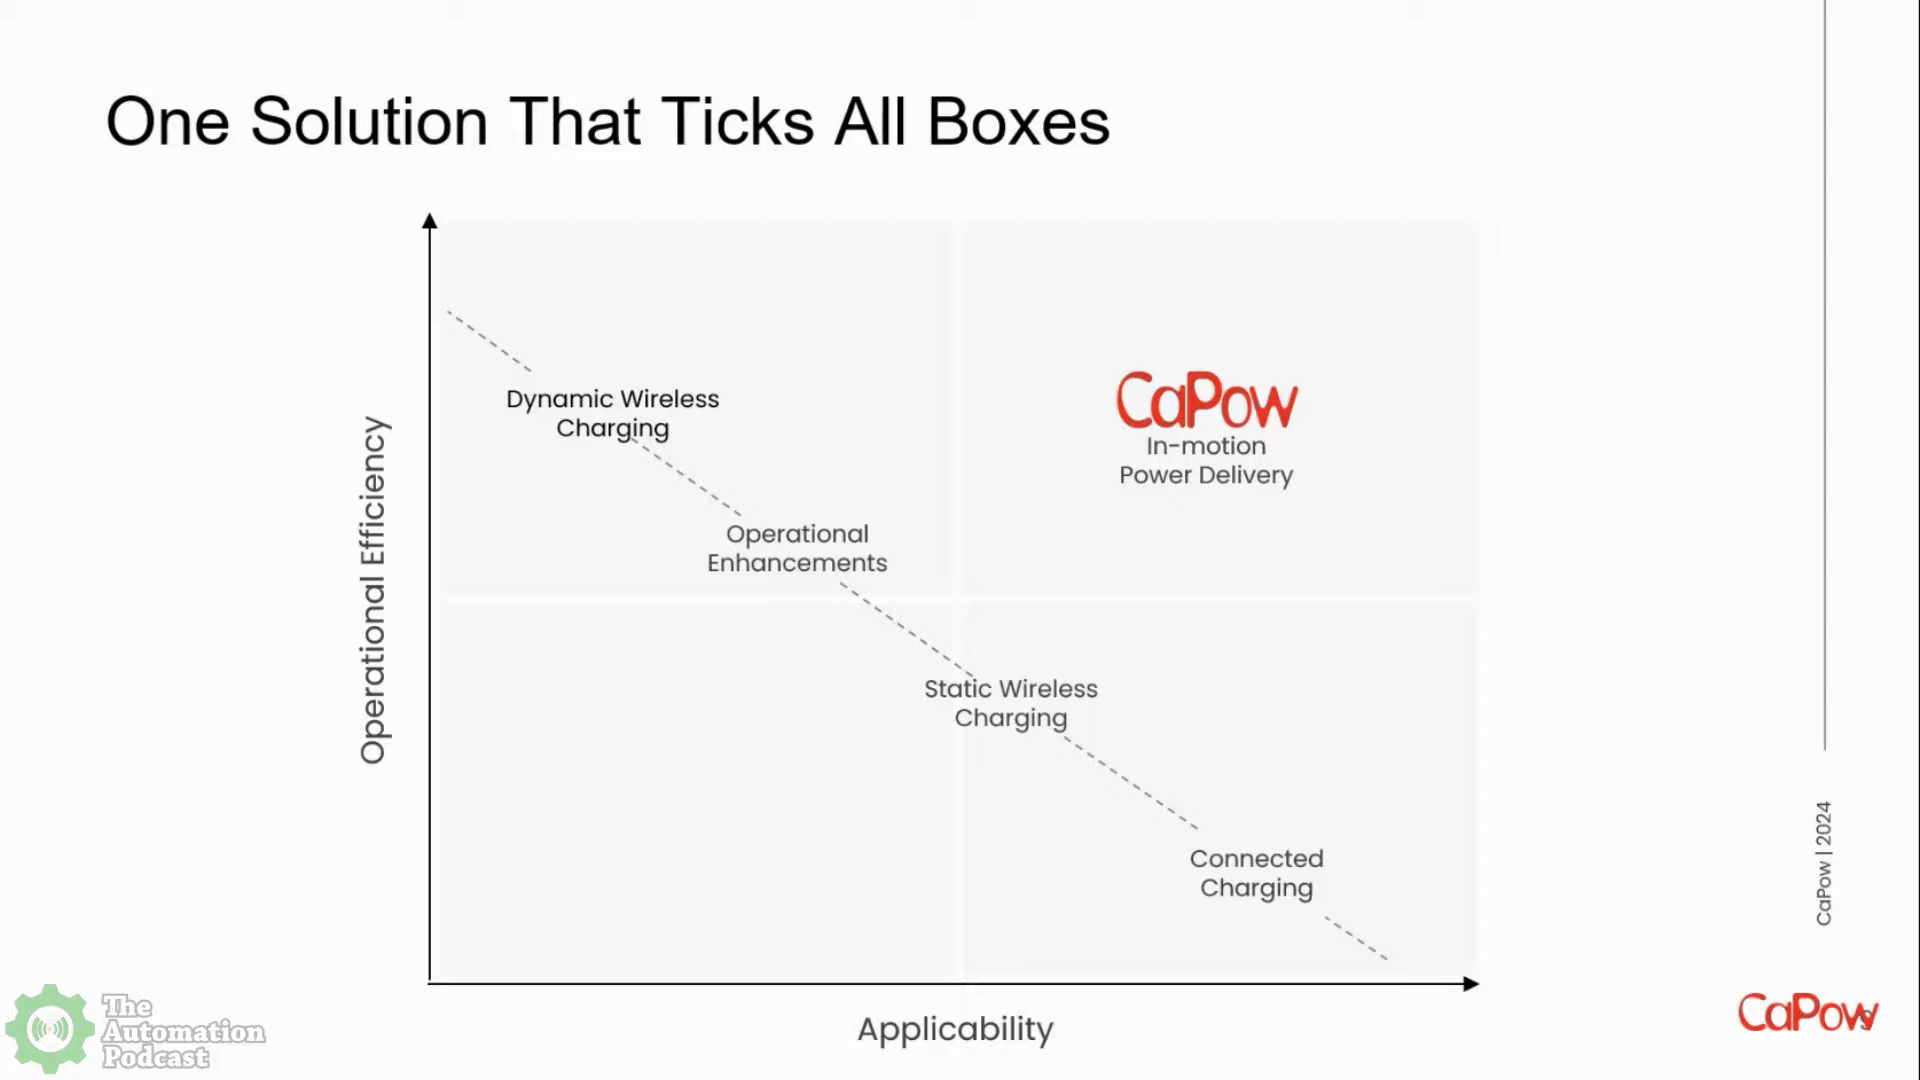 One Solution That Ticks All Boxes
Operational Efficiency
Dynamic Wireless
Charging
CaPow
In-motion
Power Delivery
Operational
Enhancements
Static Wireless
Charging
Connected
Charging
Applicability
CaPow | 2024
CaPow
The
Automation
Podcast